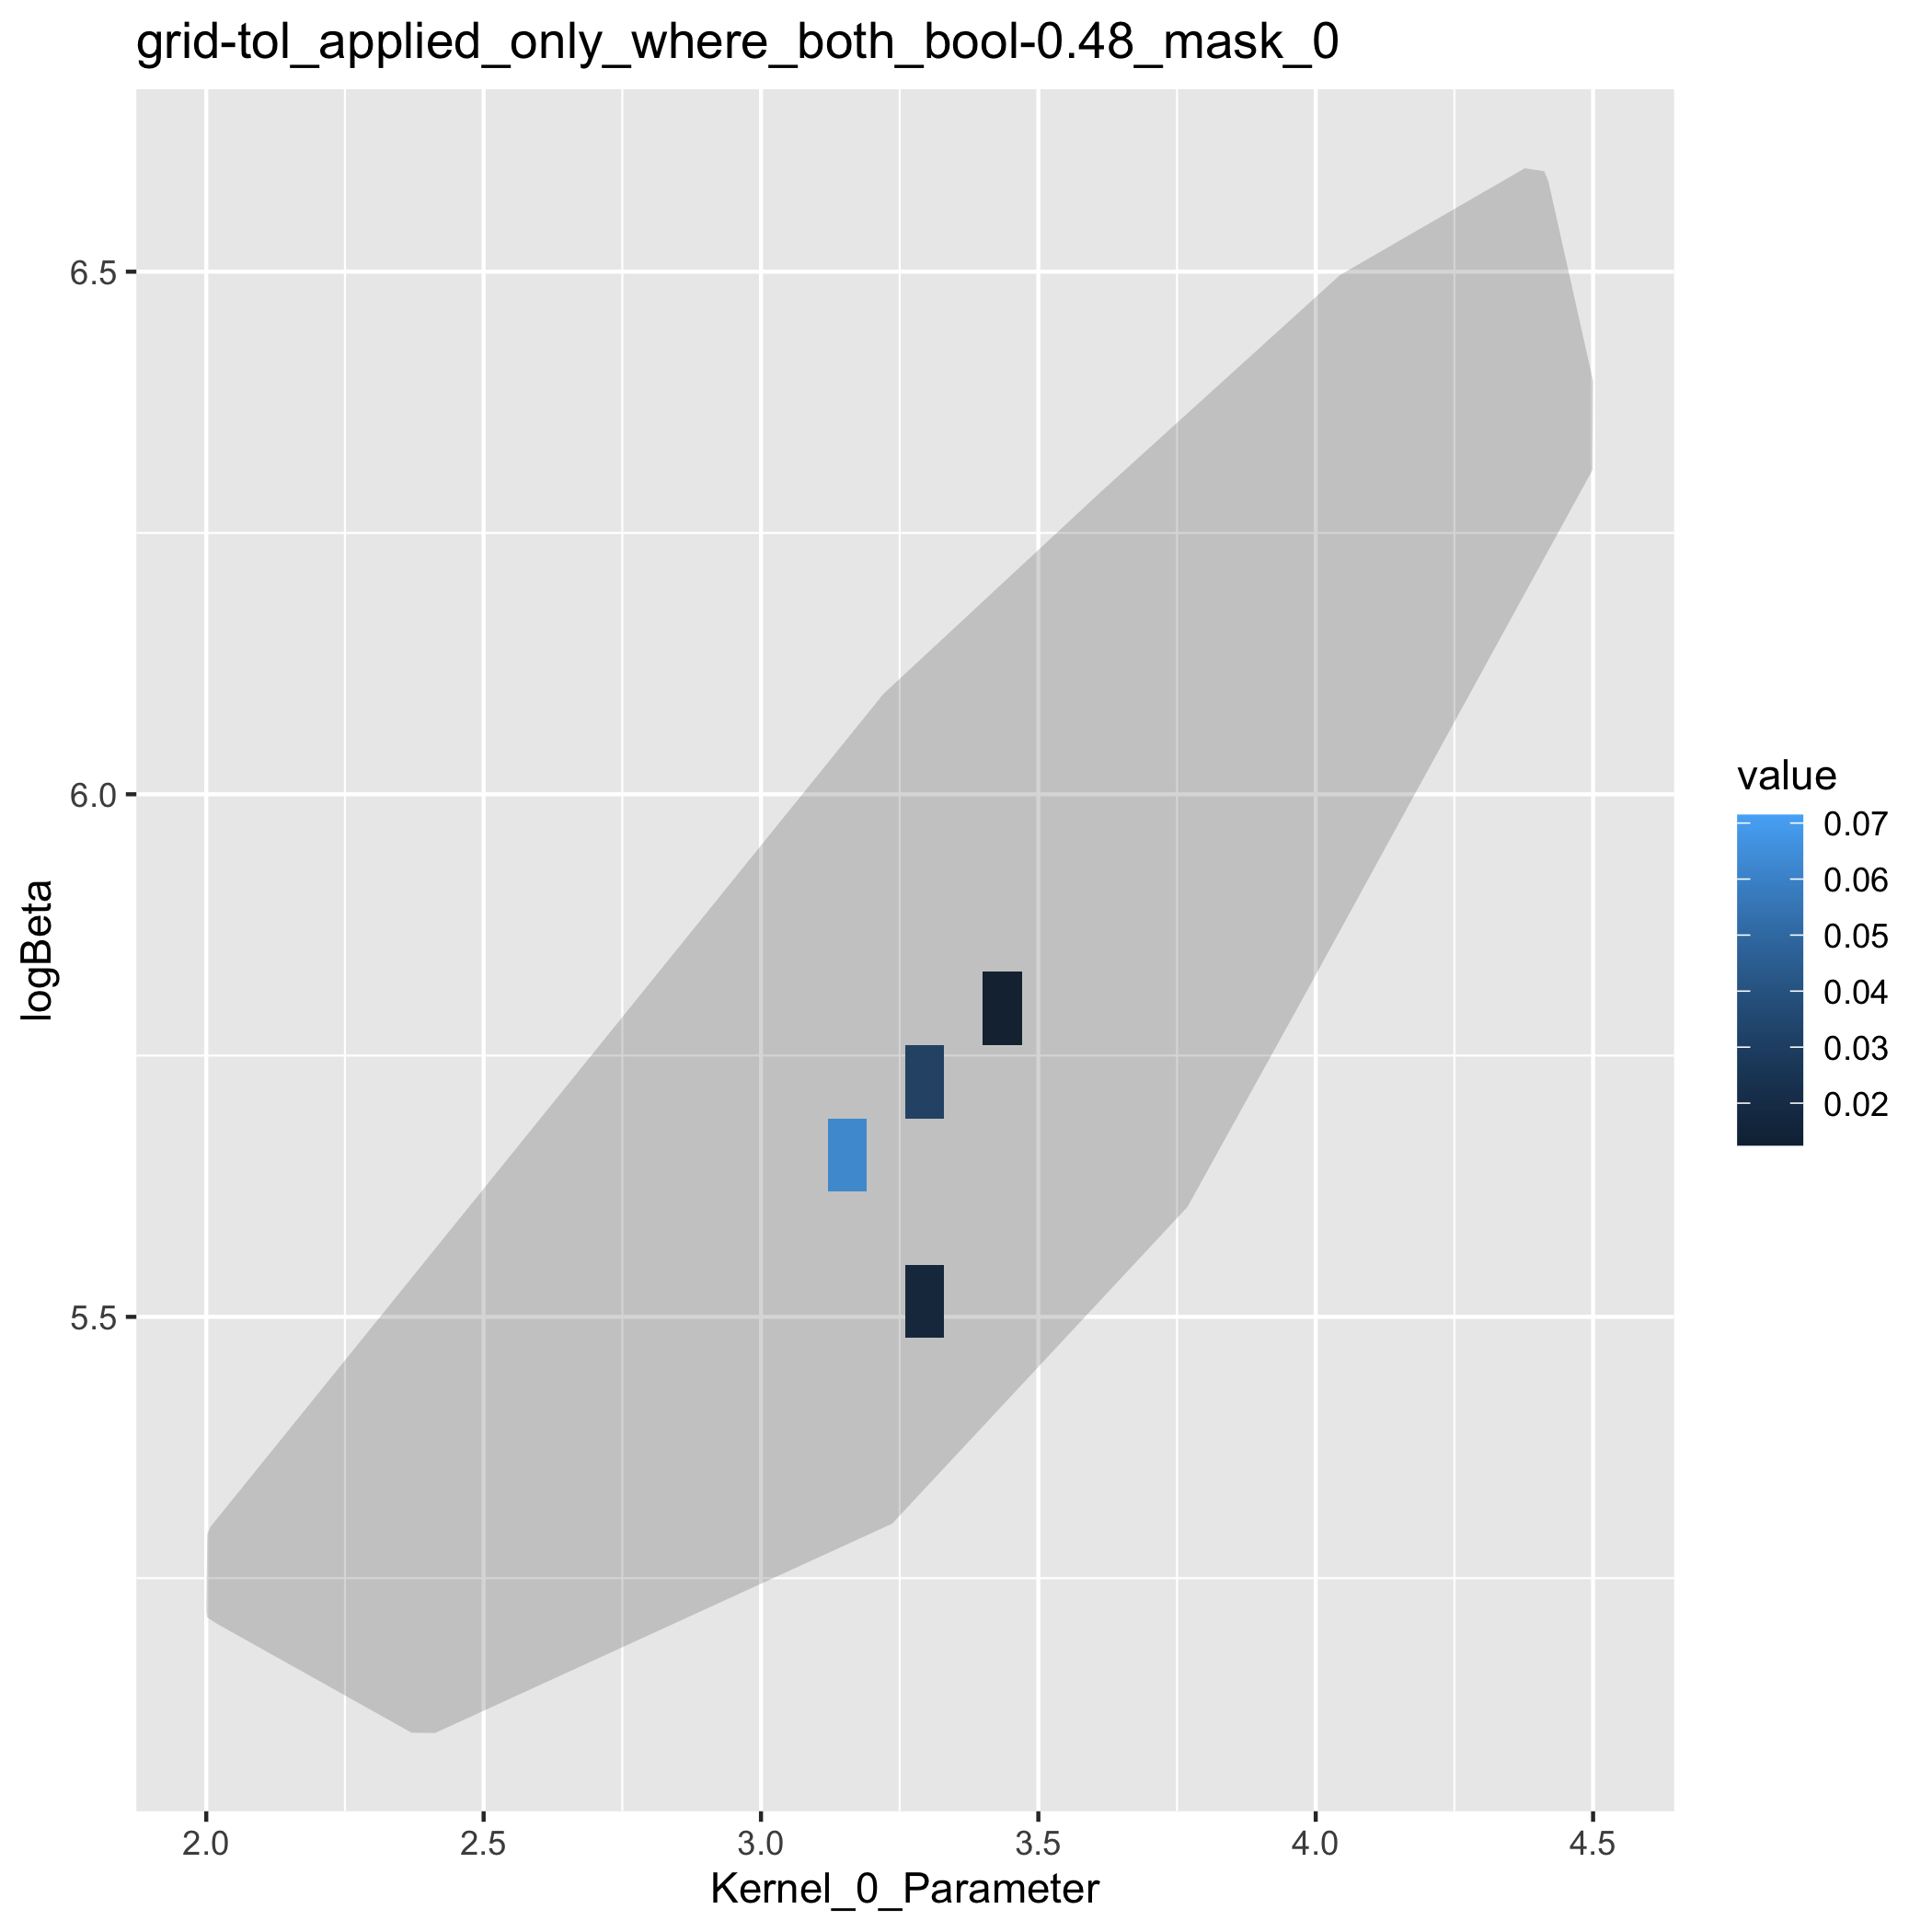 grid-tol_applied_only_where_both_bool-0.48_mask_0
6.5
6.0
5.5
logBeta
2.0 2.5 3.0 3.5 4.0 4.5
Kernel_0_Parameter
value
0.07
0.06
0.05
0.04
0.03
0.02